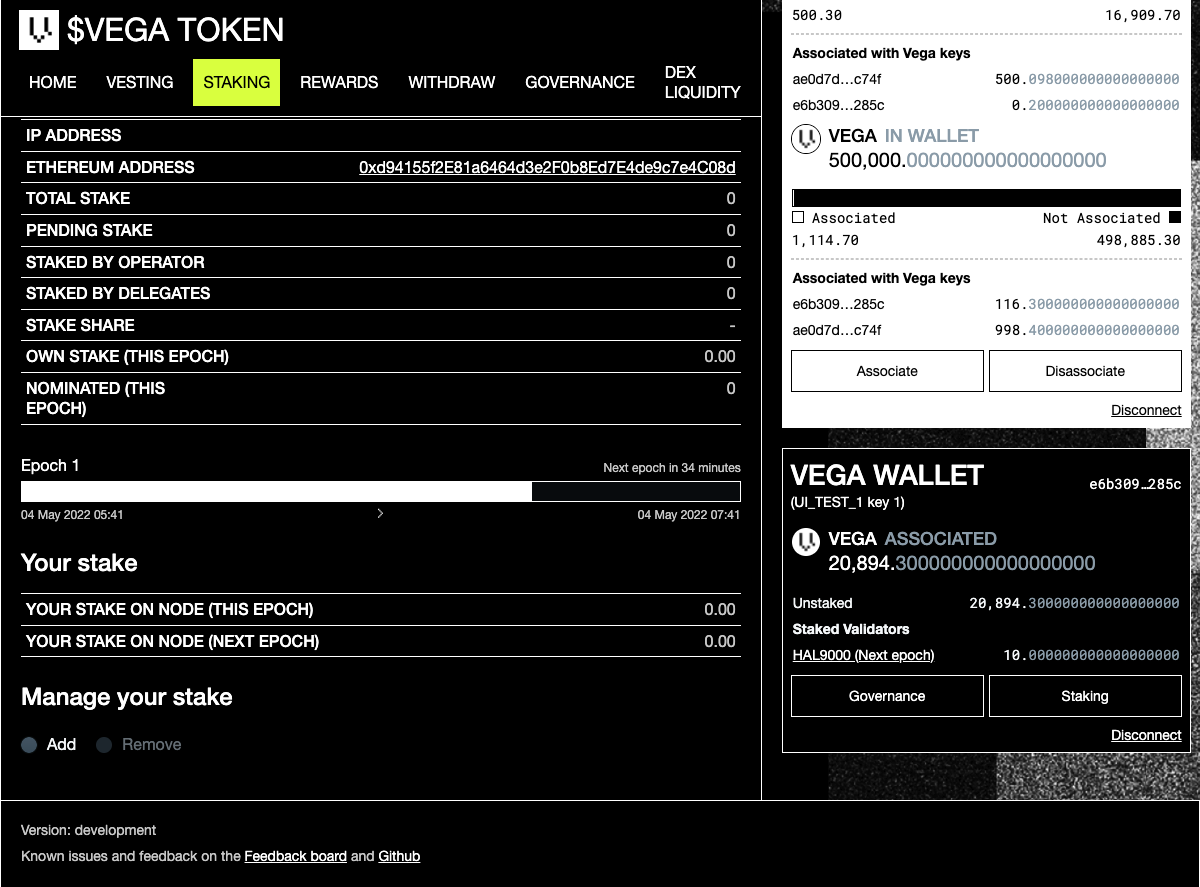 $VEGA TOKEN
HOME VESTING STAKING REWARDS WITHDRAW GOVERNANCE DEX LIQUIDITY
IP ADDRESS
ETHEREUM ADDRESS 0xd94155f2E81a6464d3e2F0b8Ed7E4de9c7e4C08d
TOTAL STAKE 0
PENDING STAKE 0
STAKED BY OPERATOR 0
STAKED BY DELEGATES 0
STAKE SHARE -
OWN STAKE (THIS EPOCH) 0.00
NOMINATED (THIS 0
EPOCH)
Epoch 1 Next epoch in 34 minutes
04 May 2022 05:41 > 04 May 2022 07:41
Your stake
YOUR STAKE ON NODE (THIS EPOCH) 0.00
YOUR STAKE ON NODE (NEXT EPOCH) 0.00
Manage your stake
Add Remove
500.30 16,909.70
Associated with Vega keys
ae0d7d…c74f 500.098000000000000000
e6b309…285c 0.200000000000000000
VEGA IN WALLET
500,000.000000000000000000
Associated Not Associated
1,114.70 498,885.30
Associated with Vega keys
e6b309…285c 116.300000000000000000
ae0d7d…c74f 998.400000000000000000
Associate Disassociate
Disconnect
VEGA WALLET e6b309…285c
(UI_TEST_1 key 1)
VEGA ASSOCIATED
20,894.300000000000000000
Unstaked 20,894.300000000000000000
Staked Validators
HAL9000 (Next epoch) 10.000000000000000000
Governance Staking
Disconnect
Version: development
Known issues and feedback on the Feedback board and Github